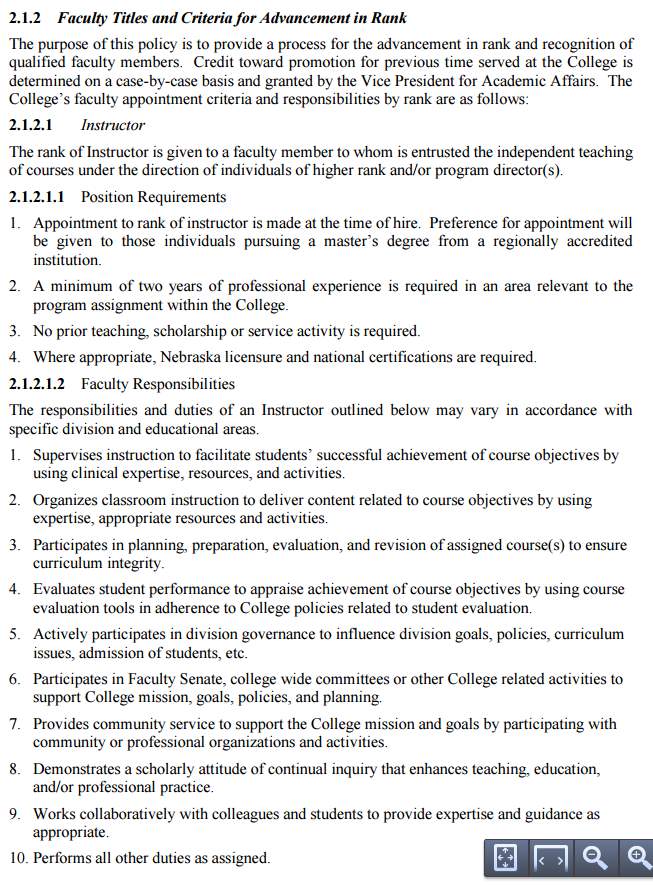 2.1.2 Faculty Titles and Criteria for Advancement in Rank
The purpose of this policy is to provide a process for the advancement in rank and recognition of
qualified faculty members. Credit toward promotion for previous time served at the College is
determined on a case-by-case basis and granted by the Vice President for Academic Affairs. The
College's faculty appointment criteria and responsibilities by rank are as follows:
2.1.2.1 Instructor
The rank of Instructor is given to a faculty member to whom is entrusted the independent teaching
of courses under the direction of individuals of higher rank and/or program director(s).
2.1.2.1.1 Position Requirements
1. Appointment to rank of instructor is made at the time of hire. Preference for appointment will
be given to those individuals pursuing a master's degree from a regionally accredited
institution.
2. A minimum of two years of professional experience is required in an area relevant to the
program assignment within the College.
3. No prior teaching, scholarship or service activity is required.
4. Where appropriate, Nebraska licensure and national certifications are required.
2.1.2.1.2 Faculty Responsibilities
The responsibilities and duties of an Instructor outlined below may vary in accordance with
specific division and educational areas.
1. Supervises instruction to facilitate students' successful achievement of course objectives by
using clinical expertise, resources, and activities.
2. Organizes classroom instruction to deliver content related to course objectives by using
expertise, appropriate resources and activities.
3. Participates in planning, preparation, evaluation, and revision of assigned course(s) to ensure
curriculum integrity.
4. Evaluates student performance to appraise achievement of course objectives by using course
evaluation tools in adherence to College policies related to student evaluation.
5. Actively participates in division governance to influence division goals, policies, curriculum
issues, admission of students, etc.
6. Participates in Faculty Senate, college wide committees or other College related activities to
support College mission, goals, policies, and planning.
7. Provides community service to support the College mission and goals by participating with
community or professional organizations and activities.
8. Demonstrates a scholarly attitude of continual inquiry that enhances teaching, education,
and/or professional practice.
9. Works collaboratively with colleagues and students to provide expertise and guidance as
appropriate.
10. Performs all other duties as assigned.